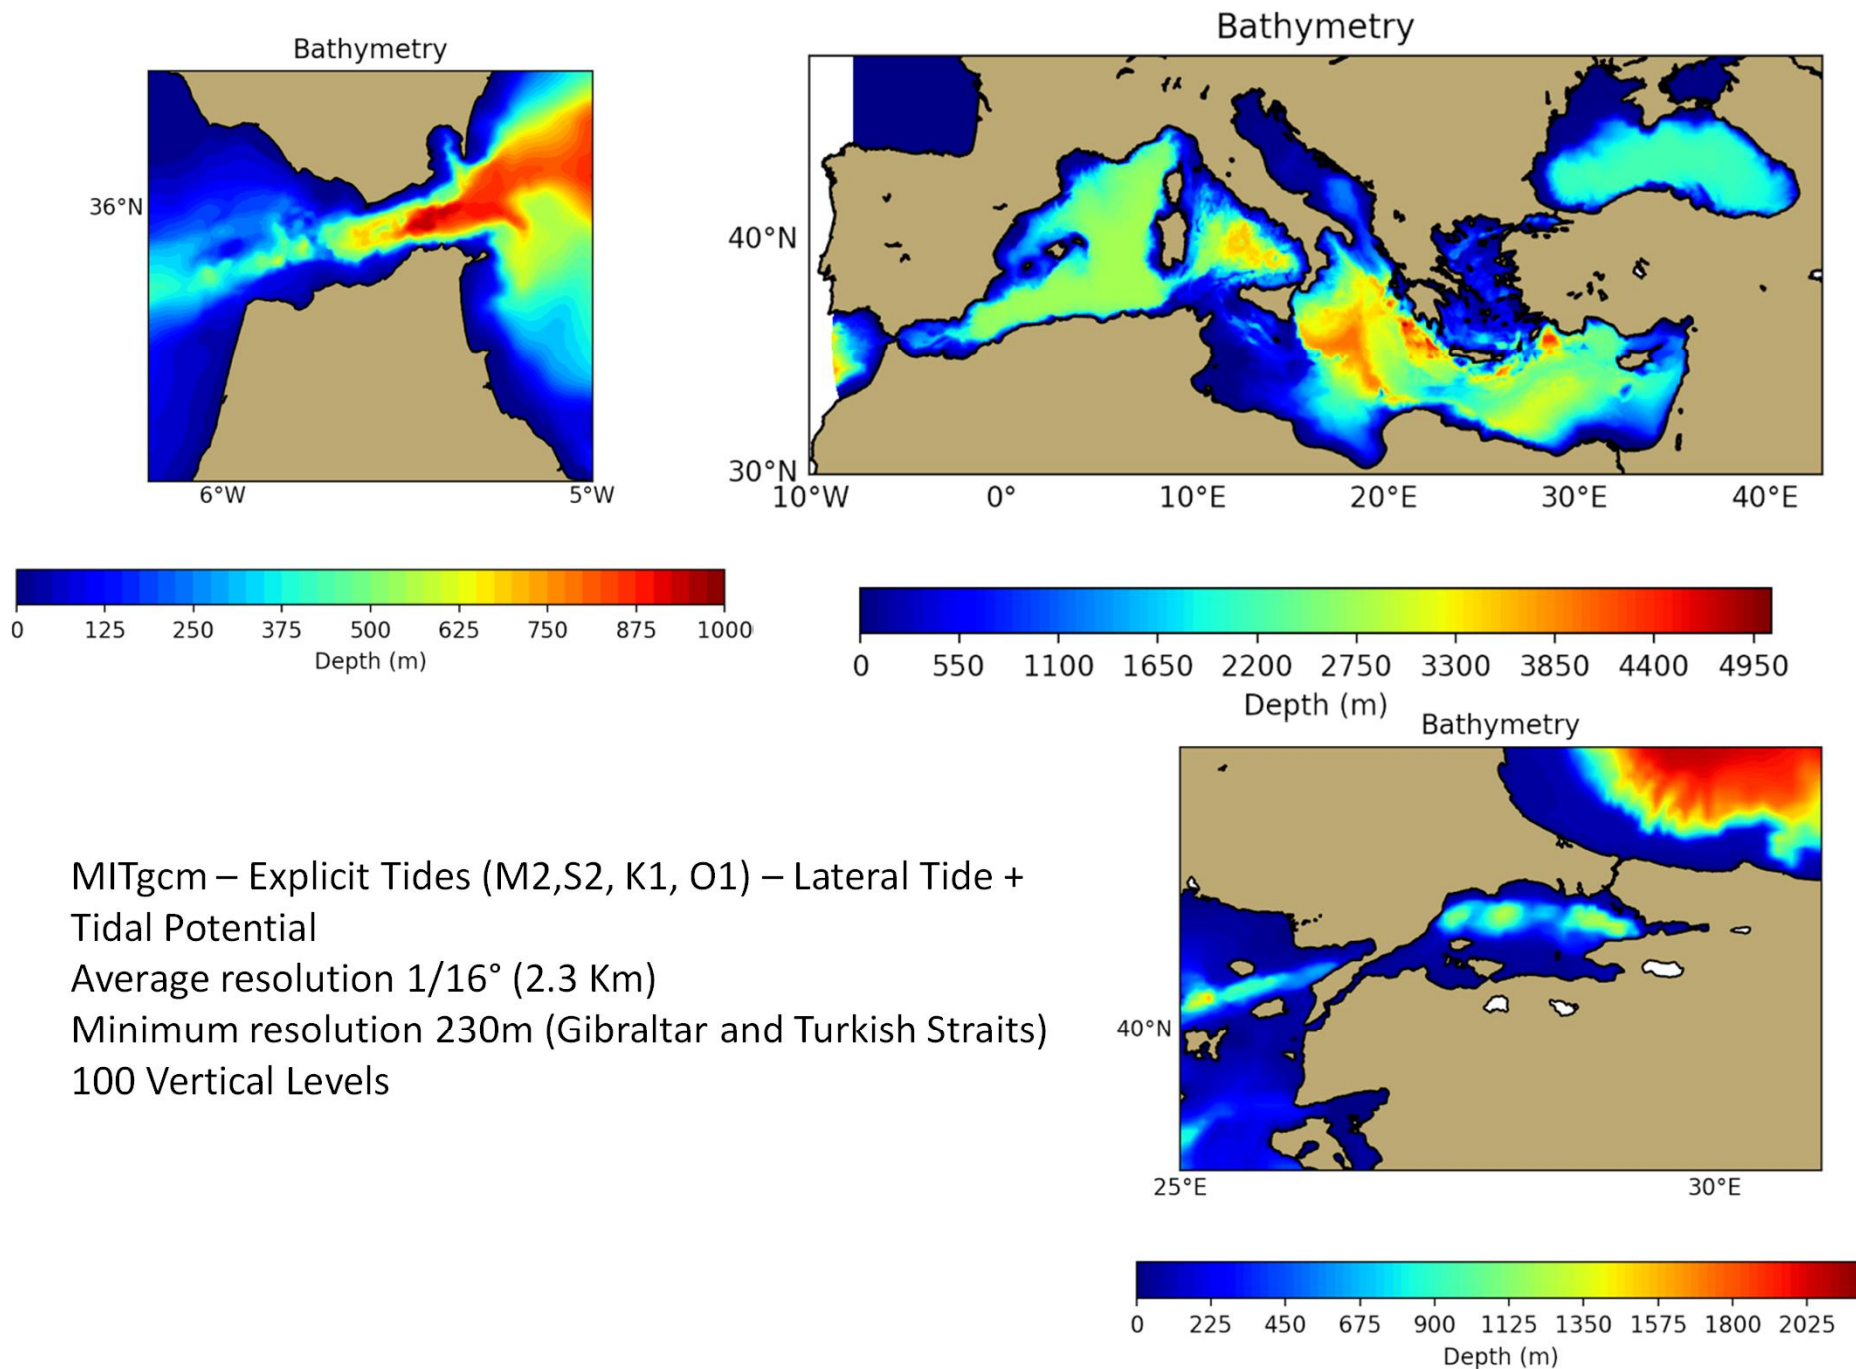 Bathymetry
36°N
6°W 5°W
0 125 250 375 500 625 750 875 1000
Depth (m)
Bathymetry
40°N
30°N
10°W 0° 10°E 20°E 30°E 40°E
0 550 1100 1650 2200 2750 3300 3850 4400 4950
Depth (m)
MITgcm – Explicit Tides (M2,S2, K1, O1) – Lateral Tide +
Tidal Potential
Average resolution 1/16° (2.3 Km)
Minimum resolution 230m (Gibraltar and Turkish Straits)
100 Vertical Levels
Bathymetry
40°N
25°E 30°E
0 225 450 675 900 1125 1350 1575 1800 2025
Depth (m)